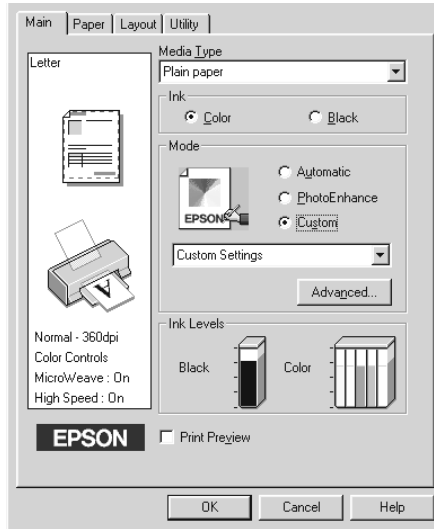 Main Paper Layout Utility
Letter
Media Type
Plain paper
Ink
Color Black
Mode
Automatic
PhotoEnhance
EPSON
Custom
Custom Settings
Advanced...
A
Normal - 360dpi
Color Controls
MicroWeave : On
High Speed : On
Ink Levels
Black Color
EPSON
Print Preview
OK Cancel Help